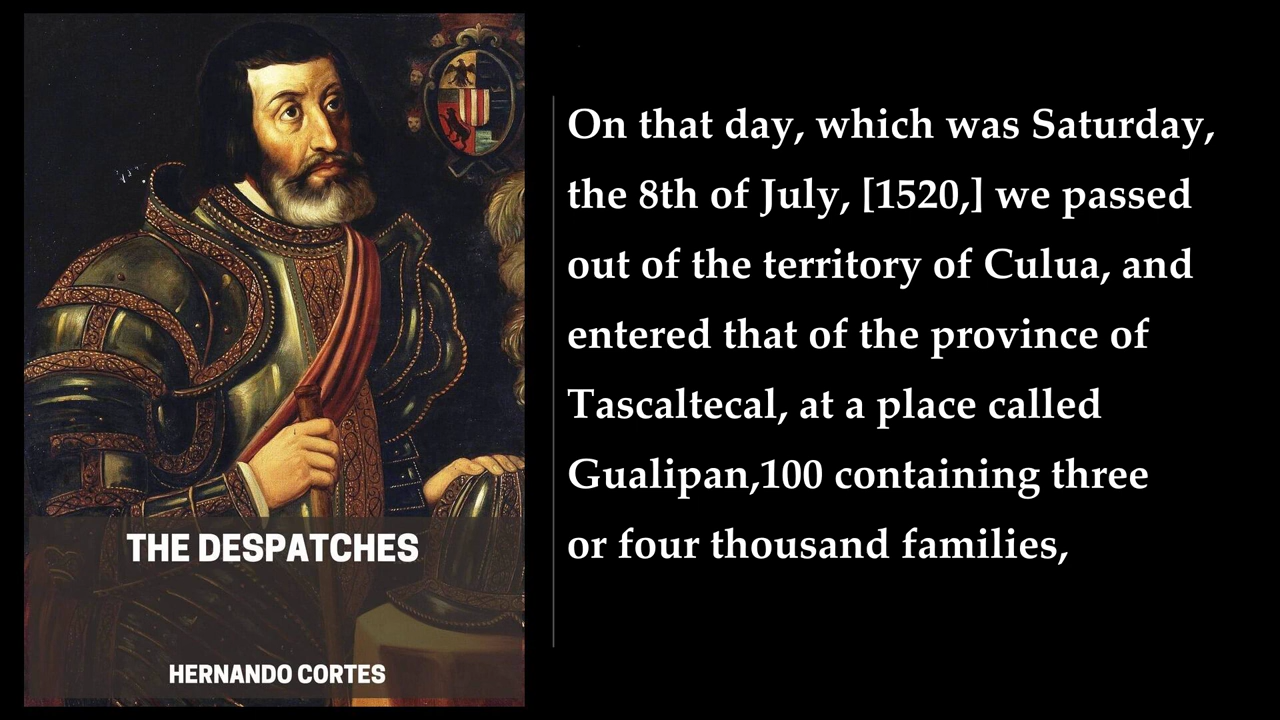 THE DESPATCHES
HERNANDO CORTES
On that day, which was Saturday,
the 8th of July, [1520,] we passed
out of the territory of Culua, and
entered that of the province of
Tascaltecal, at a place called
Gualipan,100 containing three
or four thousand families,